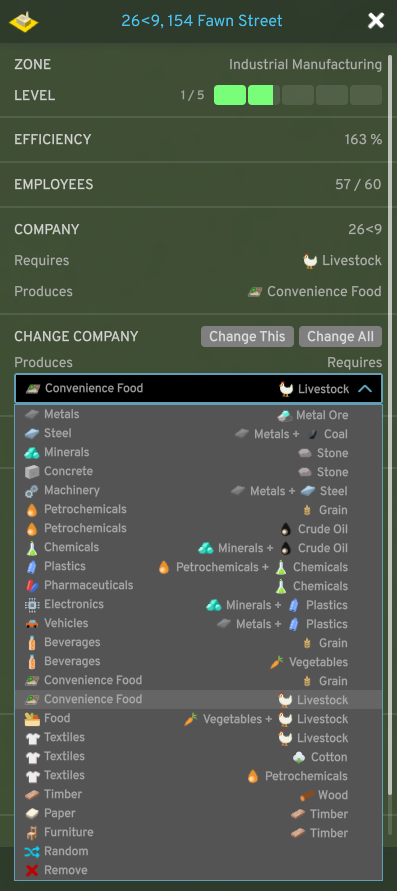 26<9, 154 Fawn Street
ZONE Industrial Manufacturing
LEVEL 1 / 5
EFFICIENCY 163 %
EMPLOYEES 57 / 60
COMPANY 26<9
Requires Livestock
Produces Convenience Food
CHANGE COMPANY Change This Change All
Produces Requires
Convenience Food Livestock
Metals Metal Ore
Steel Metals + Coal
Minerals Stone
Concrete Stone
Machinery Metals + Steel
Petrochemicals Grain
Petrochemicals Crude Oil
Chemicals Minerals + Crude Oil
Plastics Petrochemicals + Chemicals
Pharmaceuticals Chemicals
Electronics Minerals + Plastics
Vehicles Metals + Plastics
Beverages Grain
Beverages Vegetables
Convenience Food Grain
Convenience Food Livestock
Food Vegetables + Livestock
Textiles Livestock
Textiles Cotton
Textiles Petrochemicals
Timber Wood
Paper Timber
Furniture Timber
Random
Remove